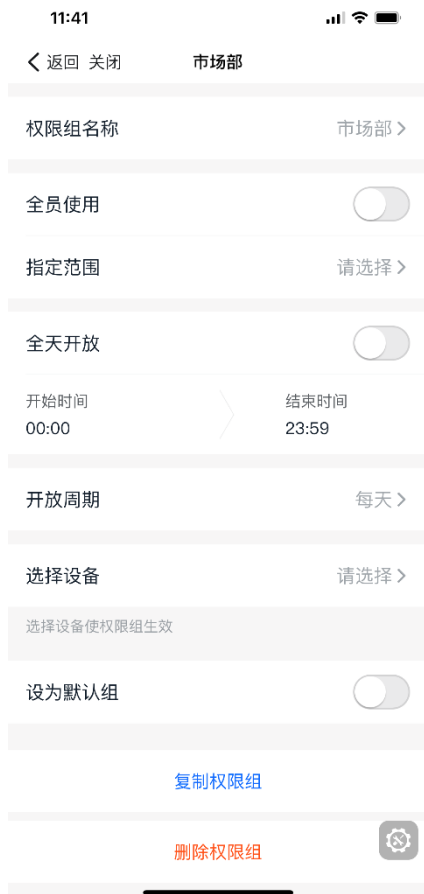 11:41
返回 关闭 市场部
权限组名称 市场部
全员使用
指定范围 请选择
全天开放
开始时间 结束时间
00:00 23:59
开放周期 每天
选择设备 请选择
选择设备使权限组生效
设为默认组
复制权限组
删除权限组